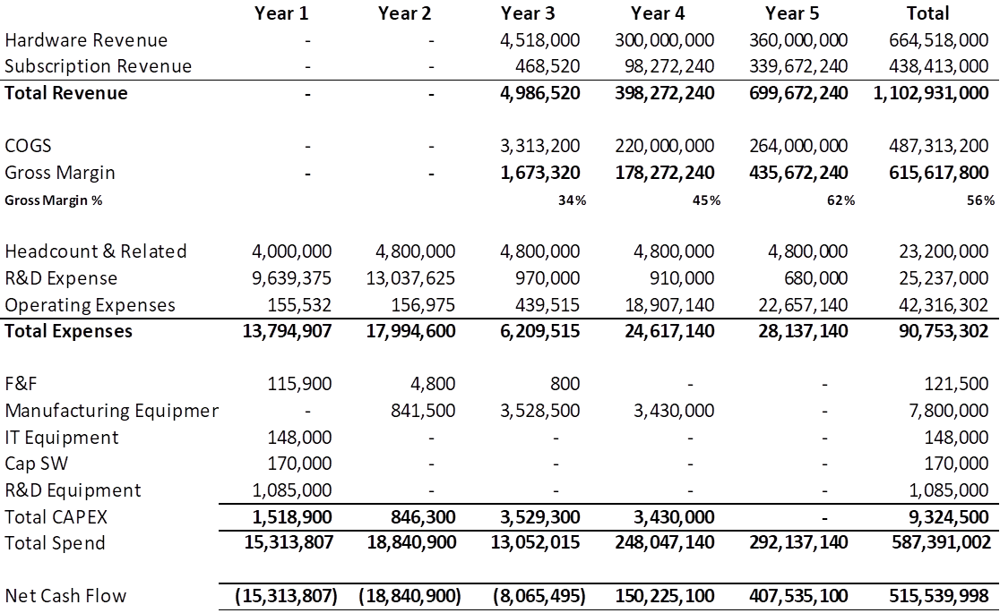 Year 1 Year 2 Year 3 Year 4 Year 5 Total
Hardware Revenue - - 4,518,000 300,000,000 360,000,000 664,518,000
Subscription Revenue - - 468,520 98,272,240 339,672,240 438,413,000
Total Revenue - - 4,986,520 398,272,240 699,672,240 1,102,931,000
COGS - - 3,313,200 220,000,000 264,000,000 487,313,200
Gross Margin - - 1,673,320 178,272,240 435,672,240 615,617,800
Gross Margin % 34% 45% 62% 56%
Headcount & Related 4,000,000 4,800,000 4,800,000 4,800,000 4,800,000 23,200,000
R&D Expense 9,639,375 13,037,625 970,000 910,000 680,000 25,237,000
Operating Expenses 155,532 156,975 439,515 18,907,140 22,657,140 42,316,302
Total Expenses 13,794,907 17,994,600 6,209,515 24,617,140 28,137,140 90,753,302
F&F 115,900 4,800 800 - - 121,500
Manufacturing Equipmer - 841,500 3,528,500 3,430,000 - 7,800,000
IT Equipment 148,000 - - - - 148,000
Cap SW 170,000 - - - - 170,000
R&D Equipment 1,085,000 - - - - 1,085,000
Total CAPEX 1,518,900 846,300 3,529,300 3,430,000 - 9,324,500
Total Spend 15,313,807 18,840,900 13,052,015 248,047,140 292,137,140 587,391,002
Net Cash Flow (15,313,807) (18,840,900) (8,065,495) 150,225,100 407,535,100 515,539,998